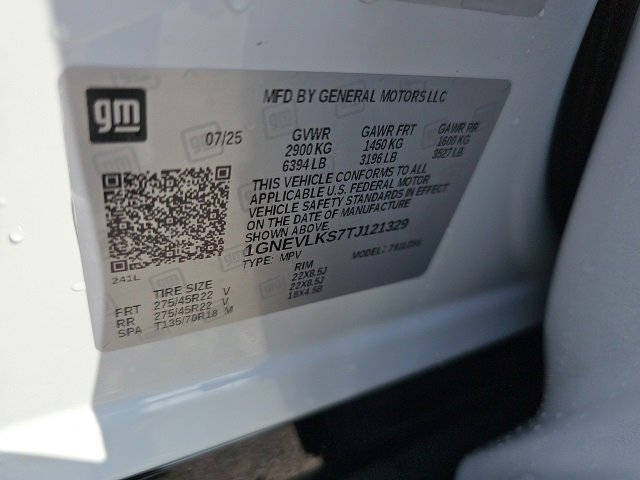 gm
MFD BY GENERAL MOTORS LLC
07/25 GVWR GAWR FRT GAWR RR
2900 KG 1450 KG 1600 KG
6394 LB 3196 LB 3527 LB
THIS VEHICLE CONFORMS TO ALL
APPLICABLE U.S. FEDERAL MOTOR
VEHICLE SAFETY STANDARDS IN EFFECT
ON THE DATE OF MANUFACTURE
SHOWN ABOVE.
1GNEVLKS7TJ121329
TYPE: MPV MODEL:
241L
TIRE SIZE RIM
FRT 275/45R22 V 22X8.5J
RR 275/45R22 V 22X8.5J
SPA T135/70R18 M 18X4.5B